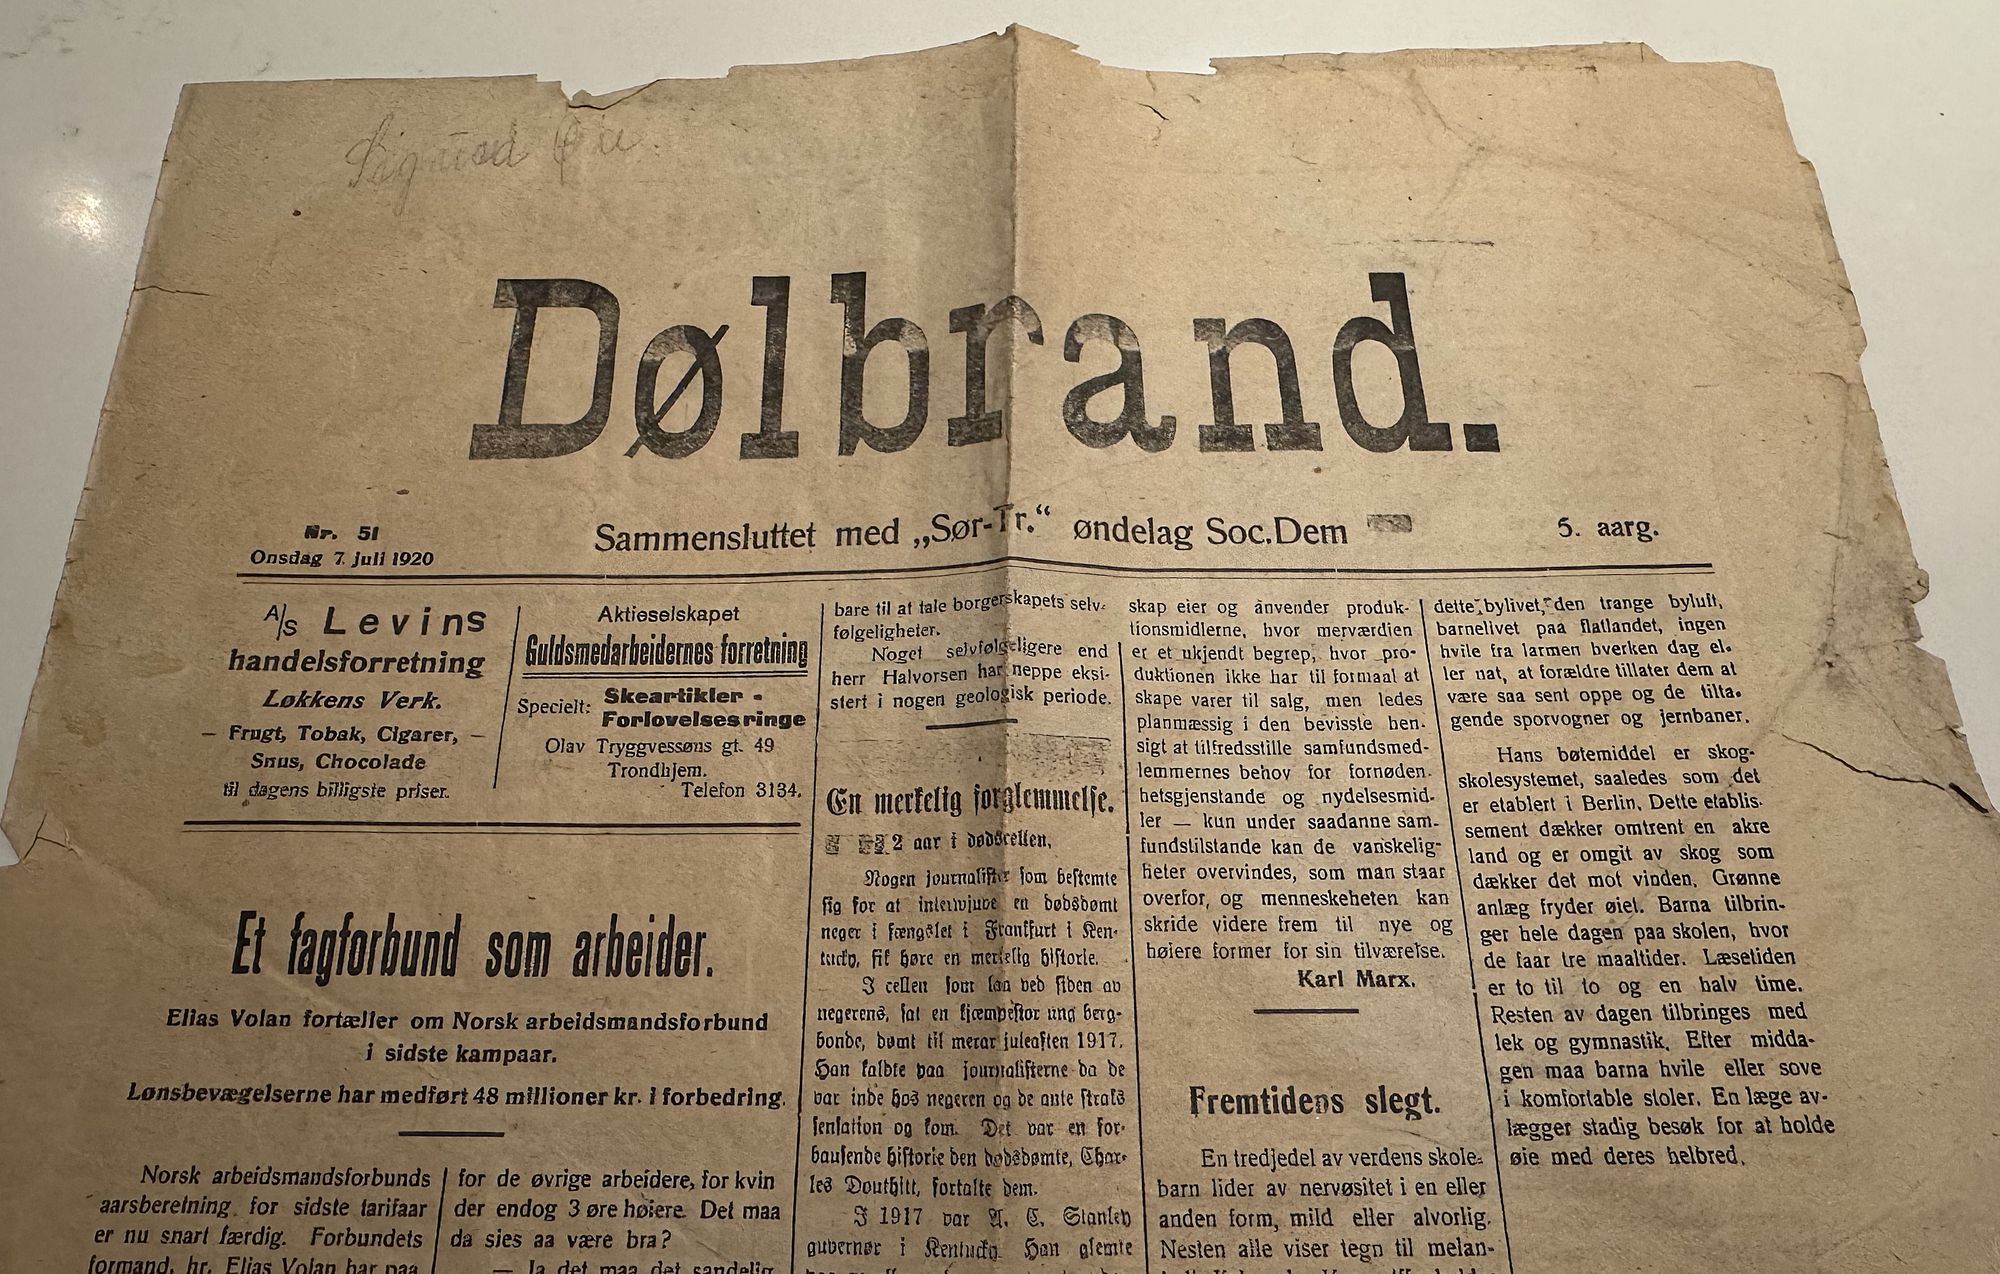 Dølbrand.
Nr. 51
Onsdag 7. juli 1920
Sammensluttet med „Sør-Tr.“ øndelag Soc.Dem
5. aarg.
A/S Levins
handelsforretning
Løkkens Verk.
— Frugt, Tobak, Cigarer, —
Snus, Chocolade
til dagens billigste priser.
Aktieselskapet
Guldsmedarbeidernes forretning
Specielt: Skeartikler -
Forlovelsesringe
Olav Tryggvessøns gt. 49
Trondhjem.
Telefon 3134.
Et fagforbund som arbeider.
Elias Volan fortæller om Norsk arbeidsmandsforbund
i sidste kampaar.
Lønsbevægelserne har medført 48 millioner kr. i forbedring.
Norsk arbeidsmandsforbunds
aarsberetning for sidste tarifaar
er nu snart færdig. Forbundets
formand, hr. Elias Volan har paa
for de øvrige arbeidere, for kvin
der endog 3 øre høiere. Det maa
da sies aa være bra?
— Ja det maa det sandelig
bare til at tale borgerskapets selv-
følgeligheter.
Noget selvfølgeligere end
herr Halvorsen har neppe eksi-
stert i nogen geologisk periode.
En merkelig forglemmelse.
2 aar i dødscellen.
Nogen journalister som bestemte
sig for at intervjuve en dødsdømt
neger i fængslet i Frankfurt i Ken-
tucky, fik høre en merkelig historie.
I cellen som laa ved siden av
negerens, sat en kjæmpestor ung berg-
bonde, dømt til merar juleaften 1917.
Han kaldte paa journalisterne da de
var inde hos negeren og de ante straks
sensation og kom. Det var en for-
bausende historie den dødsdømte, Char-
les Douthitt, fortalte dem.
I 1917 var A. C. Stanley
guvernør i Kentucky. Han glemte
skap eier og anvender produk-
tionsmidlerne, hvor merværdien
er et ukjendt begrep, hvor pro-
duktionen ikke har til formaal at
skape varer til salg, men ledes
planmæssig i den bevisste hen-
sigt at tilfredsstille samfundsmed-
lemmernes behov for fornøden-
hetsgjenstande og nydelsesmid-
ler — kun under saadanne sam-
fundstilstande kan de vanskelig-
heter overvindes, som man staar
overfor, og menneskeheten kan
skride videre frem til nye og
høiere former for sin tilværelse.
Karl Marx.
Fremtidens slegt.
En tredjedel av verdens skole-
barn lider av nervøsitet i en eller
anden form, mild eller alvorlig.
Nesten alle viser tegn til melan-
dette bylivet, den trange byluft,
barnelivet paa flatlandet, ingen
hvile fra larmen hverken dag el-
ler nat, at forældre tillater dem at
være saa sent oppe og de tilta-
gende sporvogner og jernbaner.
Hans bøtemiddel er skog-
skolesystemet, saaledes som det
er etablert i Berlin. Dette etablis-
sement dækker omtrent en akre
land og er omgit av skog som
dækker det mot vinden. Grønne
anlæg fryder øiet. Barna tilbrin-
ger hele dagen paa skolen, hvor
de faar tre maaltider. Læsetiden
er to til to og en halv time.
Resten av dagen tilbringes med
lek og gymnastik. Efter midda-
gen maa barna hvile eller sove
i komfortable stoler. En læge av-
lægger stadig besøk for at holde
øie med deres helbred.